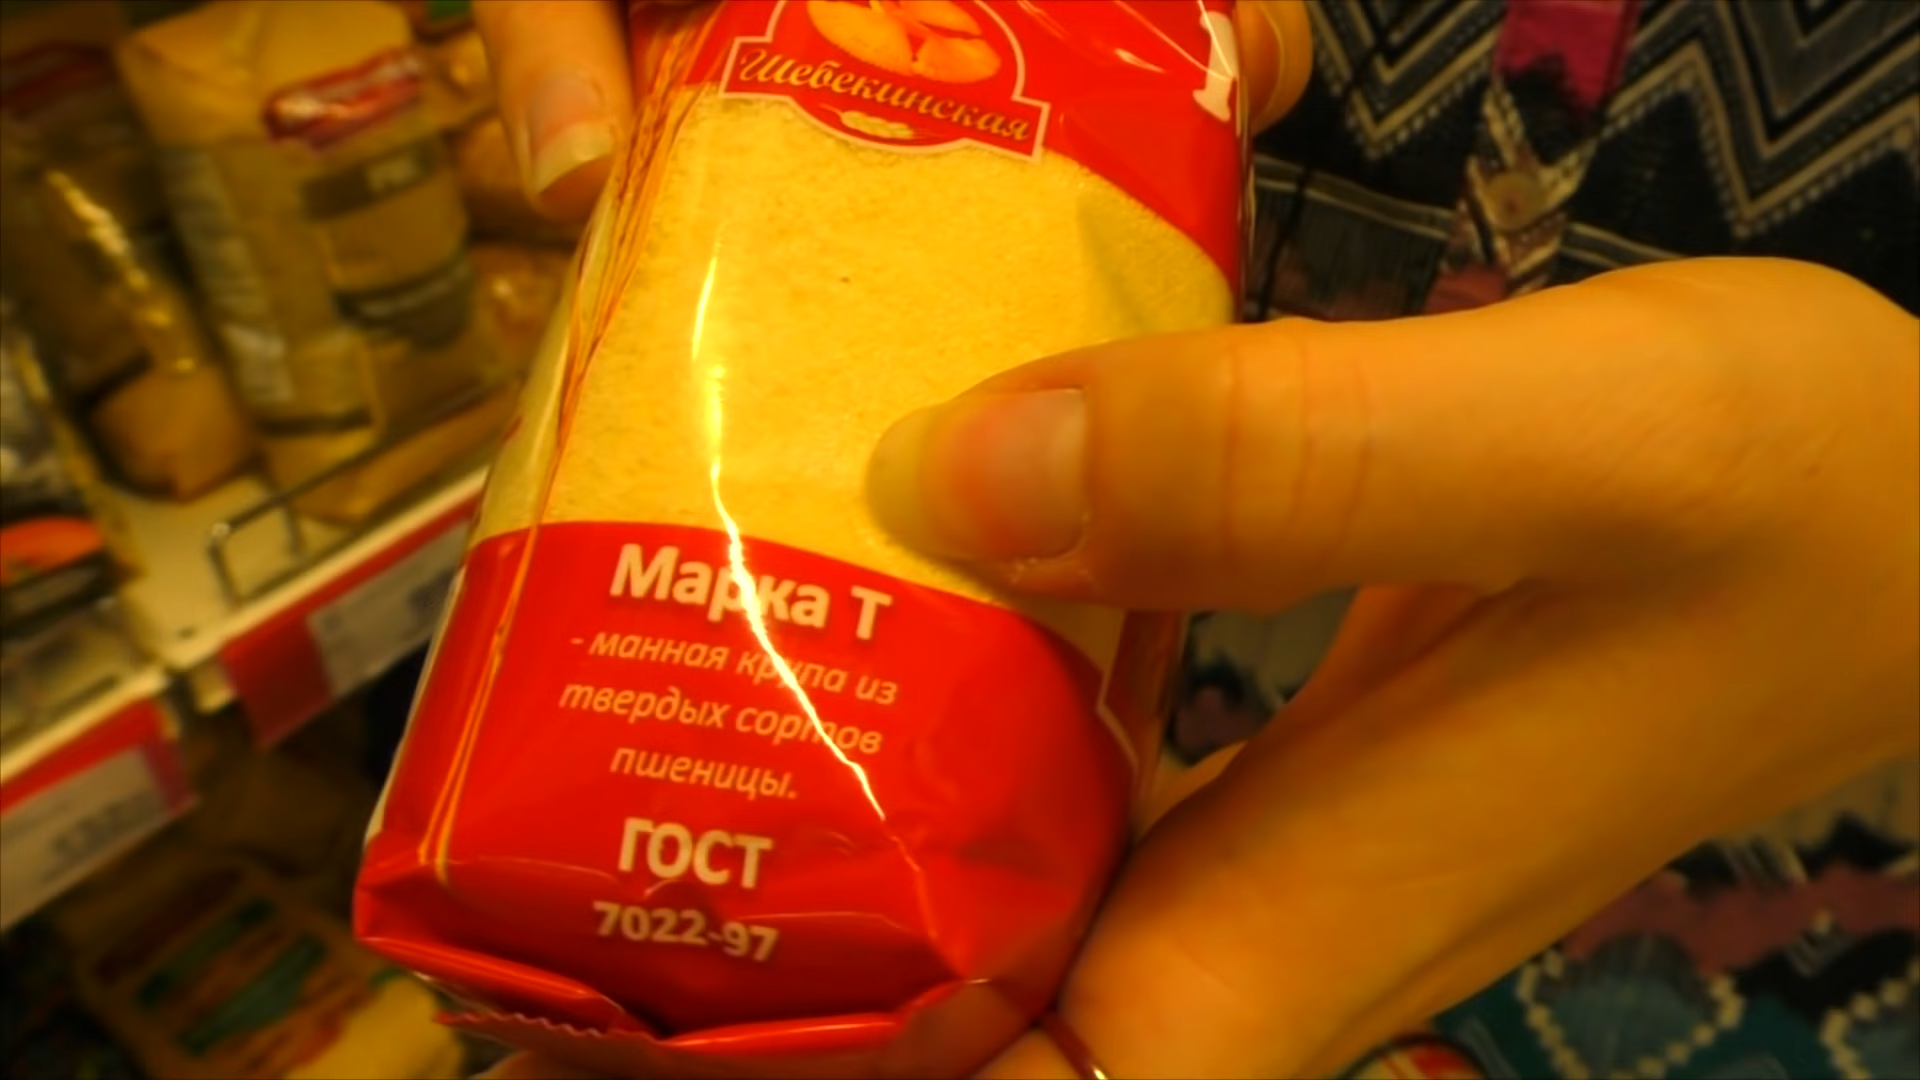 Шебекинская
Марка Т
- манная крупа из
твердых сортов
пшеницы.
ГОСТ
7022-97